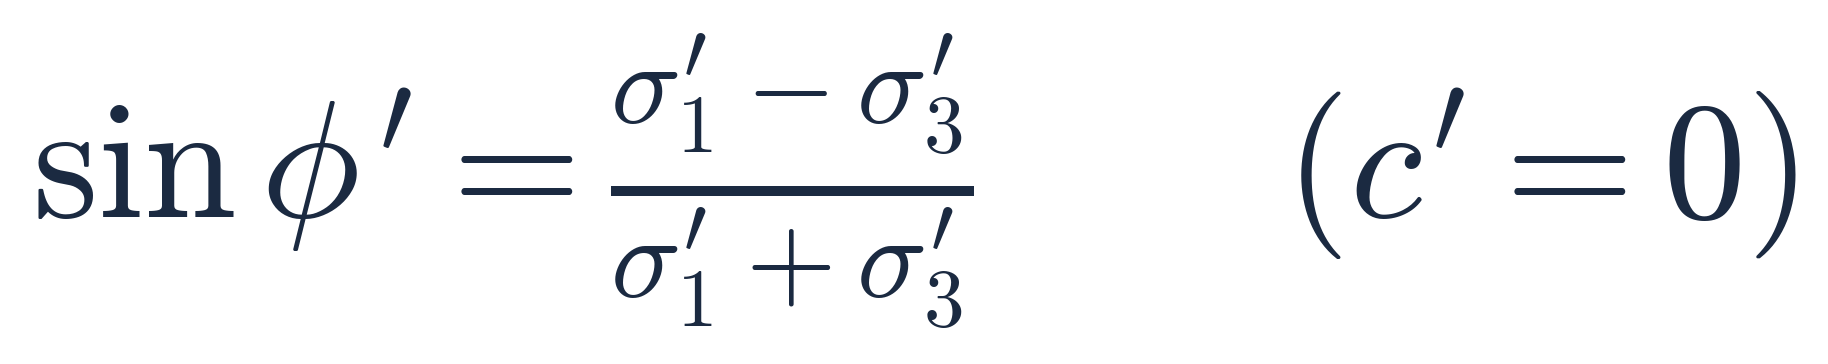 sin ϕ′ = (σ′₁ − σ′₃) / (σ′₁ + σ′₃)  (c′ = 0)